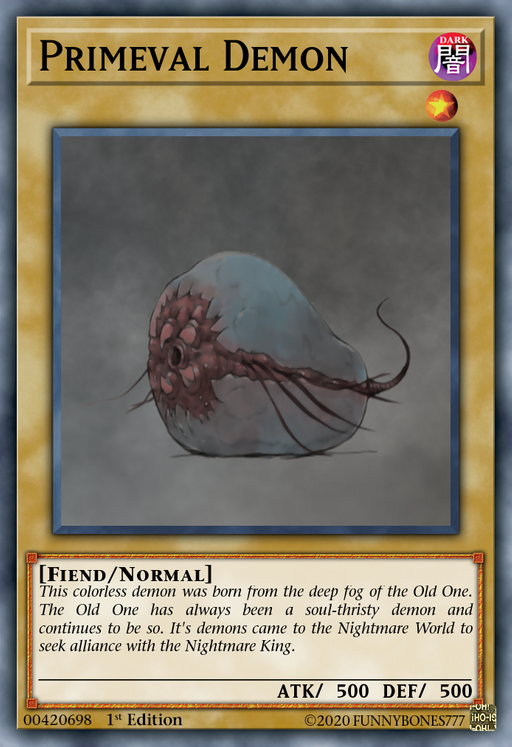 PRIMEVAL DEMON
DARK
闇
[FIEND/NORMAL]
This colorless demon was born from the deep fog of the Old One.
The Old One has always been a soul-thristy demon and
continues to be so. It's demons came to the Nightmare World to
seek alliance with the Nightmare King.
ATK/ 500 DEF/ 500
00420698 1st Edition ©2020 FUNNYBONES777